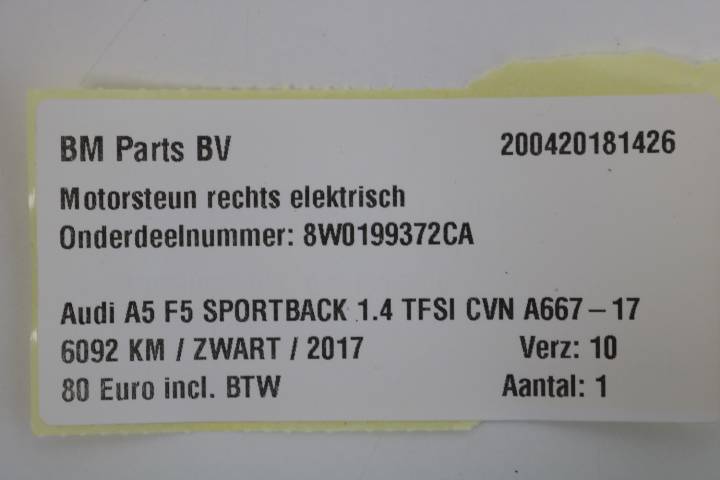 BM Parts BV 200420181426
Motorsteun rechts elektrisch
Onderdeelnummer: 8W0199372CA
Audi A5 F5 SPORTBACK 1.4 TFSI CVN A667-17
6092 KM / ZWART / 2017 Verz: 10
80 Euro incl. BTW Aantal: 1